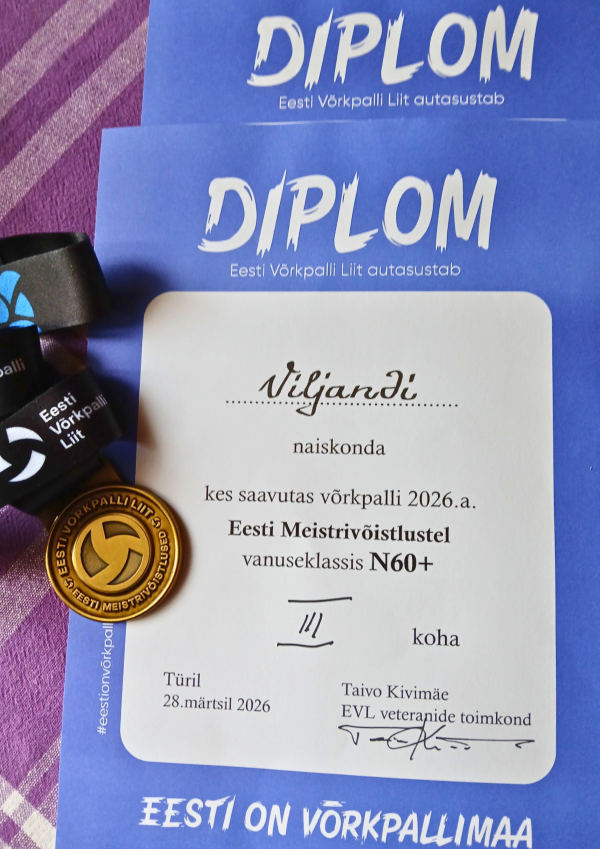 DIPLOM
Eesti Võrkpalli Liit autasustab
DIPLOM
Eesti Võrkpalli Liit autasustab
Viljandi
naiskonda
kes saavutas võrkpalli 2026.a.
Eesti Meistrivõistlustel
vanuseklassis N60+
III
koha
Türil
28.märtsil 2026
Taivo Kivimäe
EVL veteranide toimkond
EESTI ON VÕRKPALLIMAA
#eestionvõrkpall
palli
Eesti
Võrkpalli
Liit
EESTI VÕRKPALLI LIIT
EESTI MEISTRIVÕISTLUSED